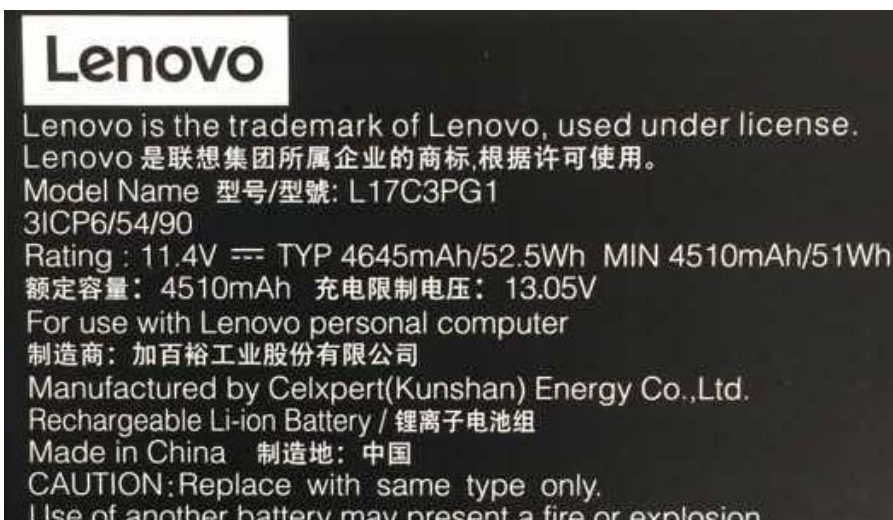 Lenovo
Lenovo is the trademark of Lenovo, used under license.
Lenovo 是联想集团所属企业的商标,根据许可使用。
Model Name 型号/型號: L17C3PG1
3ICP6/54/90
Rating : 11.4V ⎓ TYP 4645mAh/52.5Wh MIN 4510mAh/51Wh
额定容量： 4510mAh 充电限制电压： 13.05V
For use with Lenovo personal computer
制造商：加百裕工业股份有限公司
Manufactured by Celxpert(Kunshan) Energy Co.,Ltd.
Rechargeable Li-ion Battery / 锂离子电池组
Made in China 制造地：中国
CAUTION:Replace with same type only.
Use of another battery may present a fire or explosion